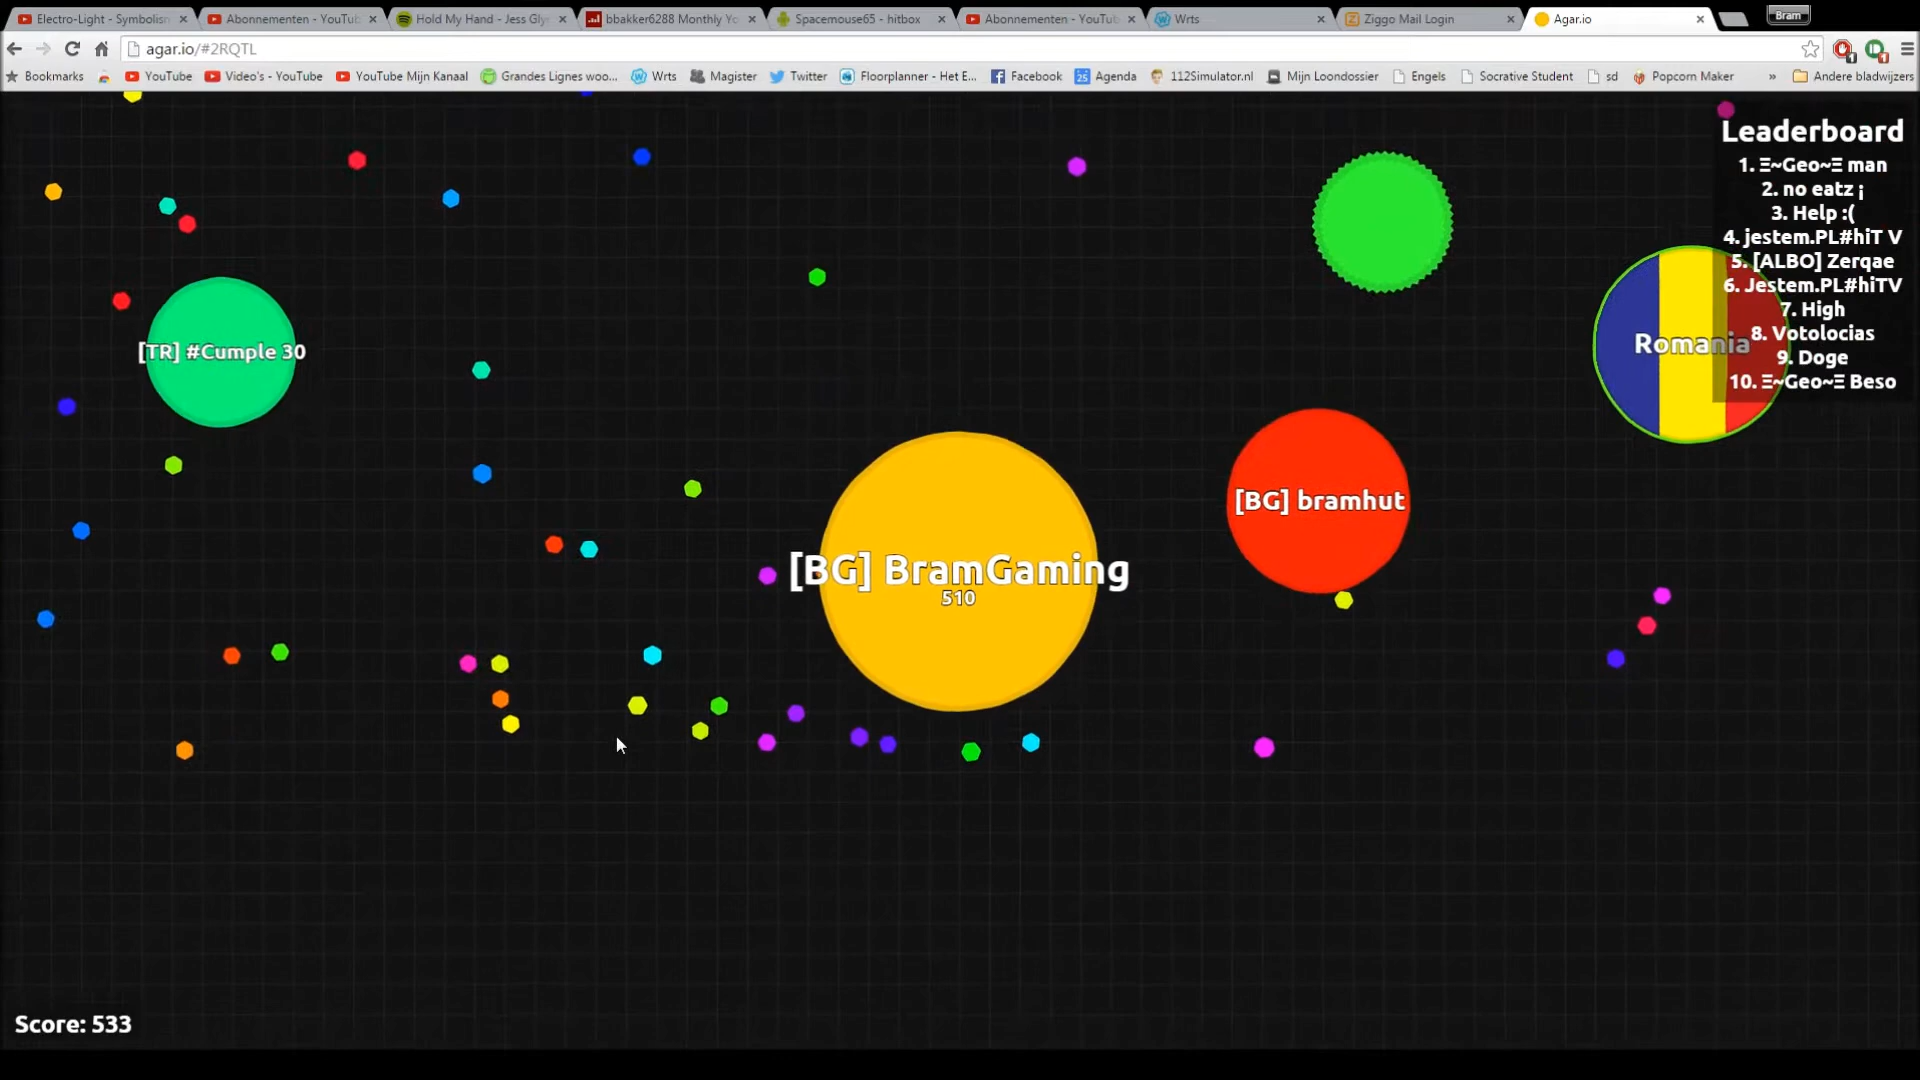 Electro-Light - Symbolism
Abonnementen - YouTub
Hold My Hand - Jess Gly
bbakker6288 Monthly Yo
Spacemouse65 - hitbox
Abonnementen - YouTub
Wrts
Ziggo Mail Login
Agar.io
Bram
agar.io/#2RQTL
Bookmarks
YouTube
Video's - YouTube
YouTube Mijn Kanaal
Grandes Lignes woo...
Wrts
Magister
Twitter
Floorplanner - Het E...
Facebook
25
Agenda
112Simulator.nl
Mijn Loondossier
Engels
Socrative Student
sd
Popcorn Maker
»
Andere bladwijzers
Leaderboard
1. Ξ~Geo~Ξ man
2. no eatz ¡
3. Help :(
4. jestem.PL#hiT V
5. [ALBO] Zerqae
6. Jestem.PL#hiTV
7. High
8. Votolocias
9. Doge
10. Ξ~Geo~Ξ Beso
Romania
[TR] #Cumple 30
[BG] bramhut
[BG] BramGaming
510
Score: 533